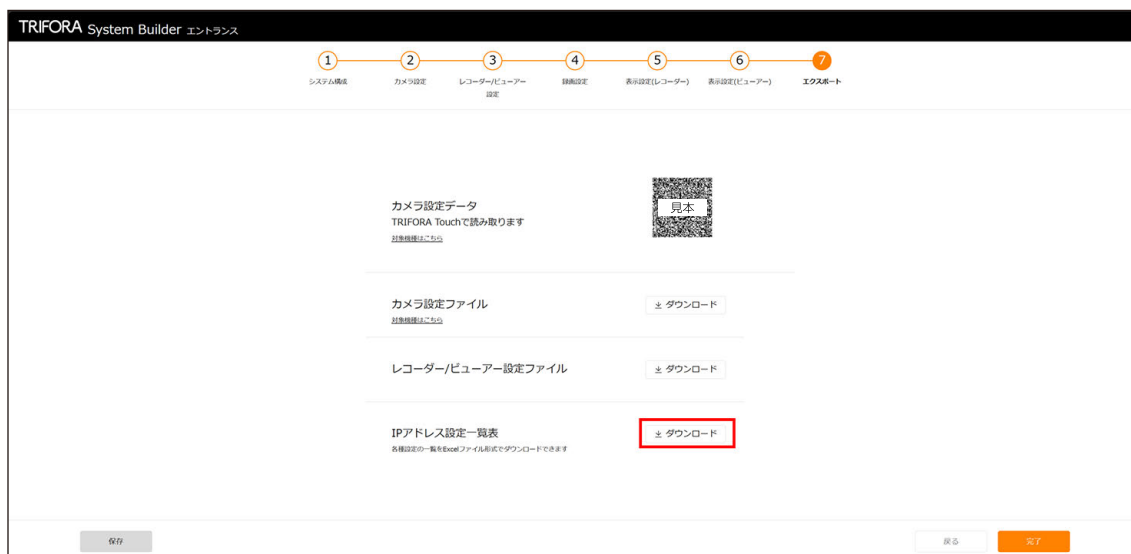 TRIFORA System Builder エントランス
1 2 3 4 5 6 7
システム構成 カメラ設定 レコーダー/ビューアー 録画設定 表示設定(レコーダー) 表示設定(ビューアー) エクスポート
設定
カメラ設定データ
TRIFORA Touchで読み取ります
対象機種はこちら
見本
カメラ設定ファイル
対象機種はこちら
ダウンロード
レコーダー/ビューアー設定ファイル
ダウンロード
IPアドレス設定一覧表
各種設定の一覧をExcelファイル形式でダウンロードできます
ダウンロード
保存 戻る 完了